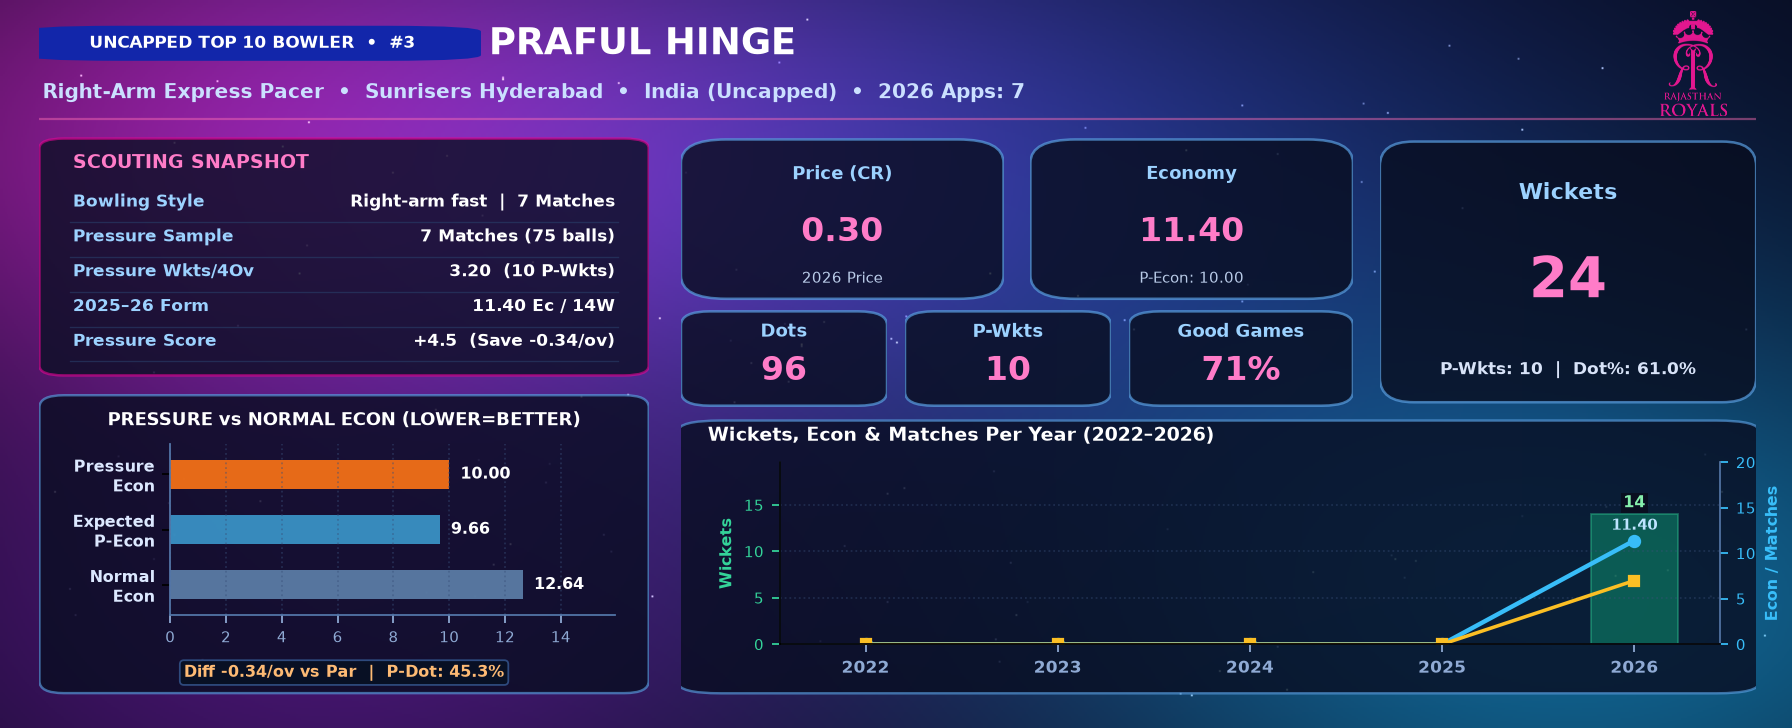 UNCAPPED TOP 10 BOWLER • #3
PRAFUL HINGE
Right-Arm Express Pacer • Sunrisers Hyderabad • India (Uncapped) • 2026 Apps: 7
RAJASTHAN
ROYALS
SCOUTING SNAPSHOT
Bowling Style Right-arm fast | 7 Matches
Pressure Sample 7 Matches (75 balls)
Pressure Wkts/4Ov 3.20 (10 P-Wkts)
2025–26 Form 11.40 Ec / 14W
Pressure Score +4.5 (Save -0.34/ov)
Price (CR)
0.30
2026 Price
Economy
11.40
P-Econ: 10.00
Wickets
24
P-Wkts: 10 | Dot%: 61.0%
Dots
96
P-Wkts
10
Good Games
71%
PRESSURE vs NORMAL ECON (LOWER=BETTER)
Pressure
Econ
10.00
Expected
P-Econ
9.66
Normal
Econ
12.64
0 2 4 6 8 10 12 14
Diff -0.34/ov vs Par | P-Dot: 45.3%
Wickets, Econ & Matches Per Year (2022–2026)
Wickets
15
10
5
0
14
11.40
20
15
10
5
0
Econ / Matches
2022 2023 2024 2025 2026